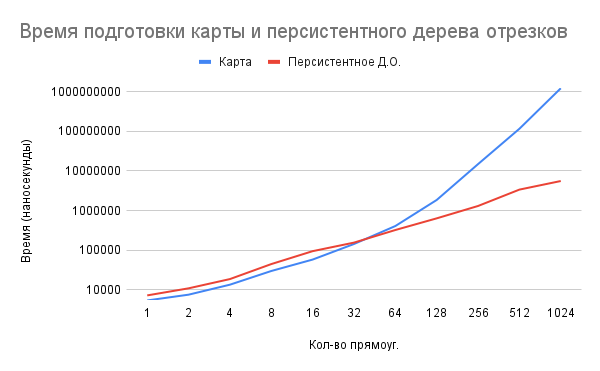 Время подготовки карты и персистентного дерева отрезков
Карта Персистентное Д.О.
1000000000
100000000
10000000
1000000
100000
10000
Время (наносекунды)
1 2 4 8 16 32 64 128 256 512 1024
Кол-во прямоуг.